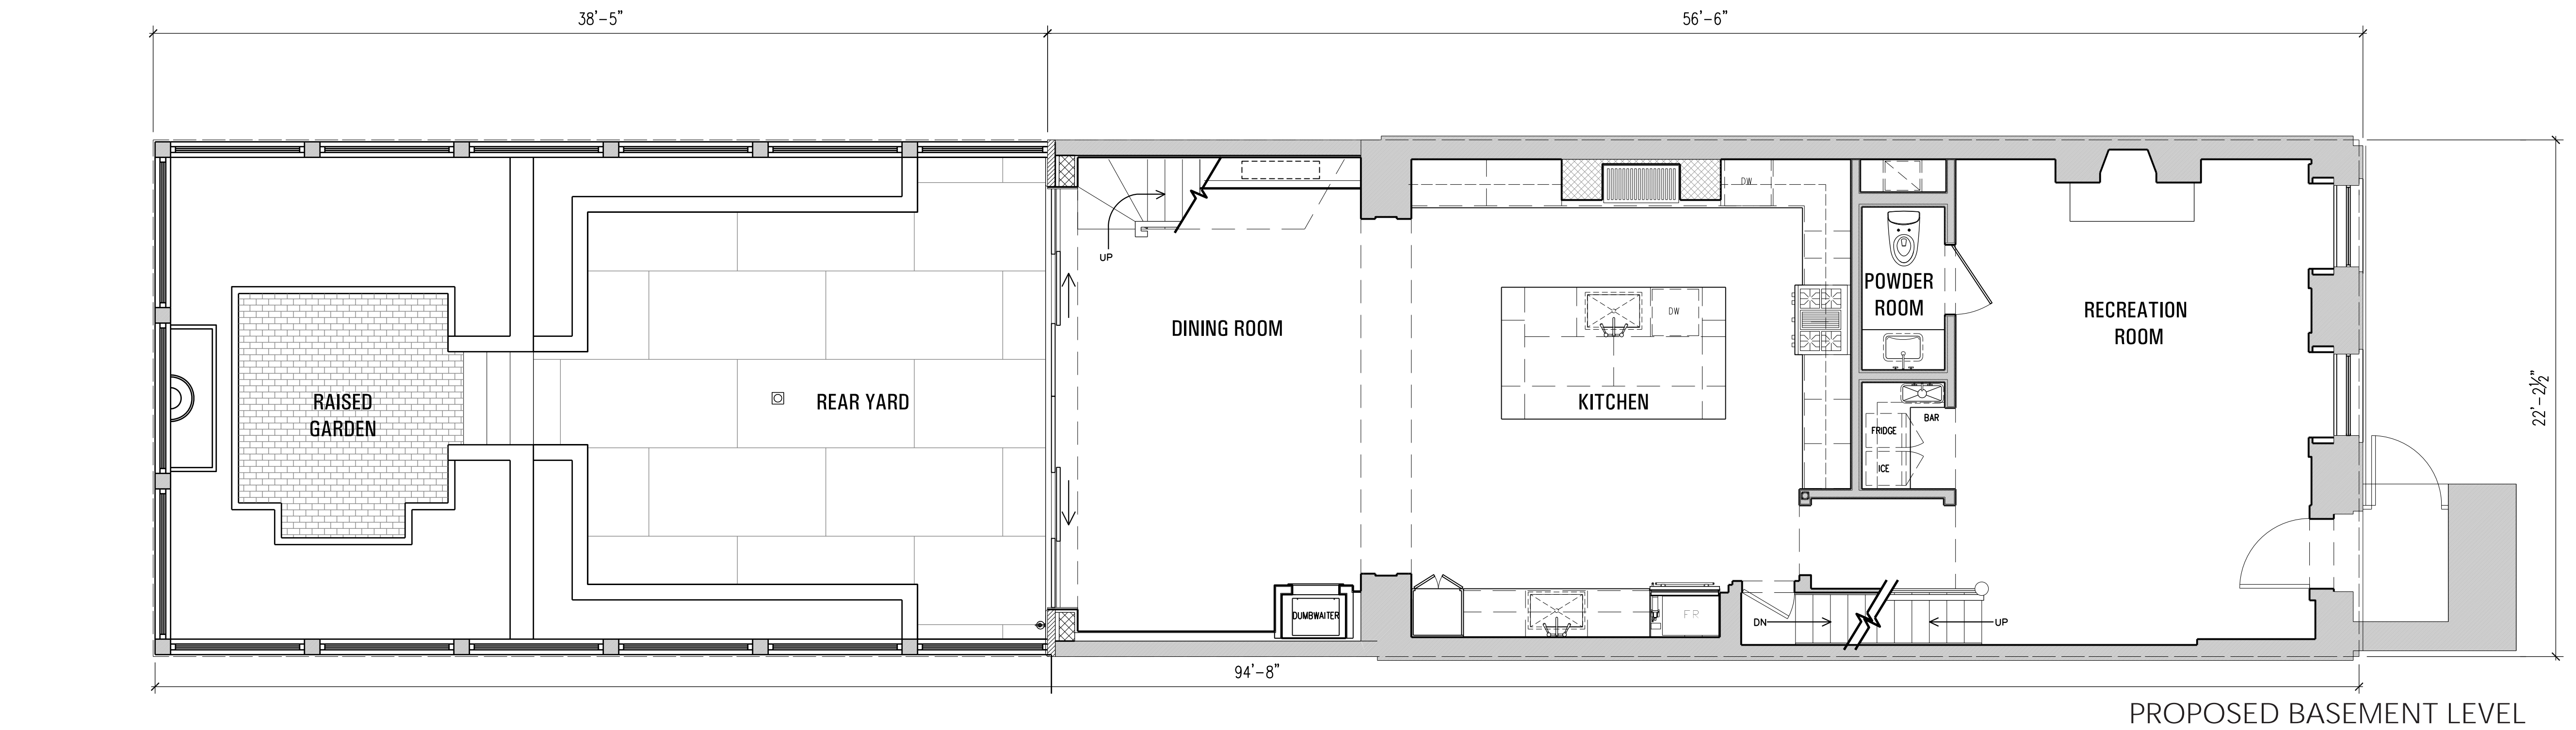 38'-5"
56'-6"
DW
UP
POWDER
ROOM
RECREATION
ROOM
DINING ROOM
DW
22'-2½"
RAISED
GARDEN
REAR YARD
KITCHEN
BAR
FRIDGE
ICE
DUMBWAITER
FR
DN
UP
94'-8"
PROPOSED BASEMENT LEVEL